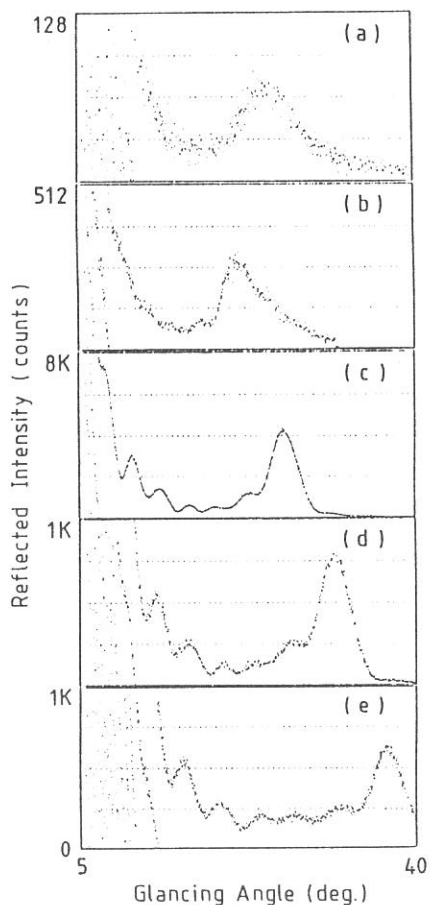 128
(a)
512
(b)
8K
(c)
1K
(d)
1K
(e)
0
5
40
Reflected Intensity (counts)
Glancing Angle (deg.)